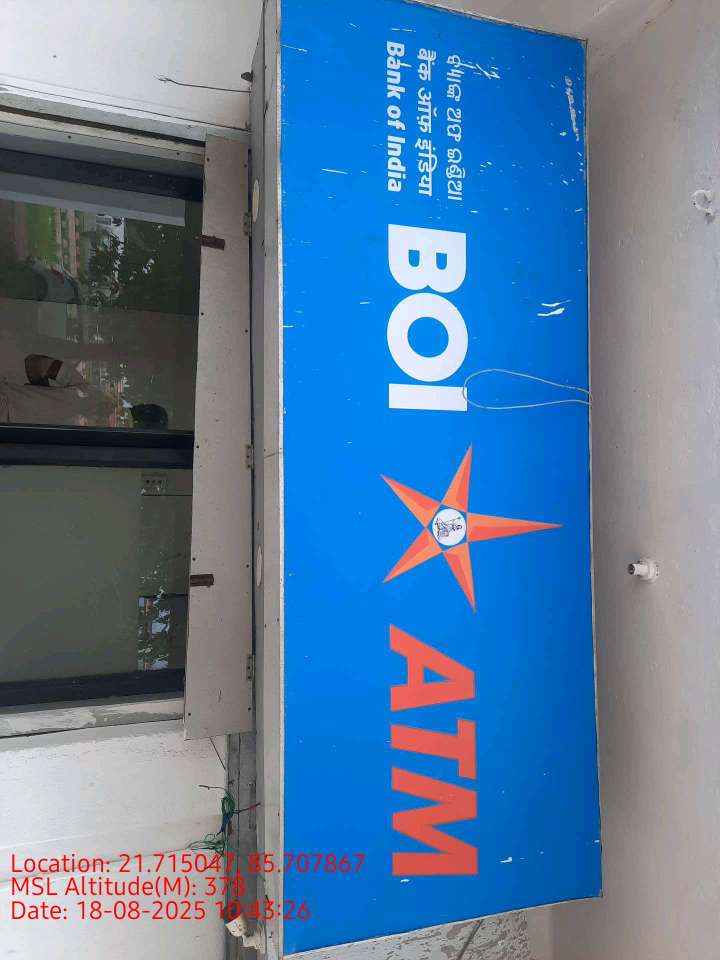 ବ୍ୟାଙ୍କ ଅଫ୍ ଇଣ୍ଡିଆ
बैंक ऑफ़ इंडिया
Bank of India
BOI
ATM
Location: 21.715047, 85.707867
MSL Altitude(M): 378
Date: 18-08-2025 10:43:26